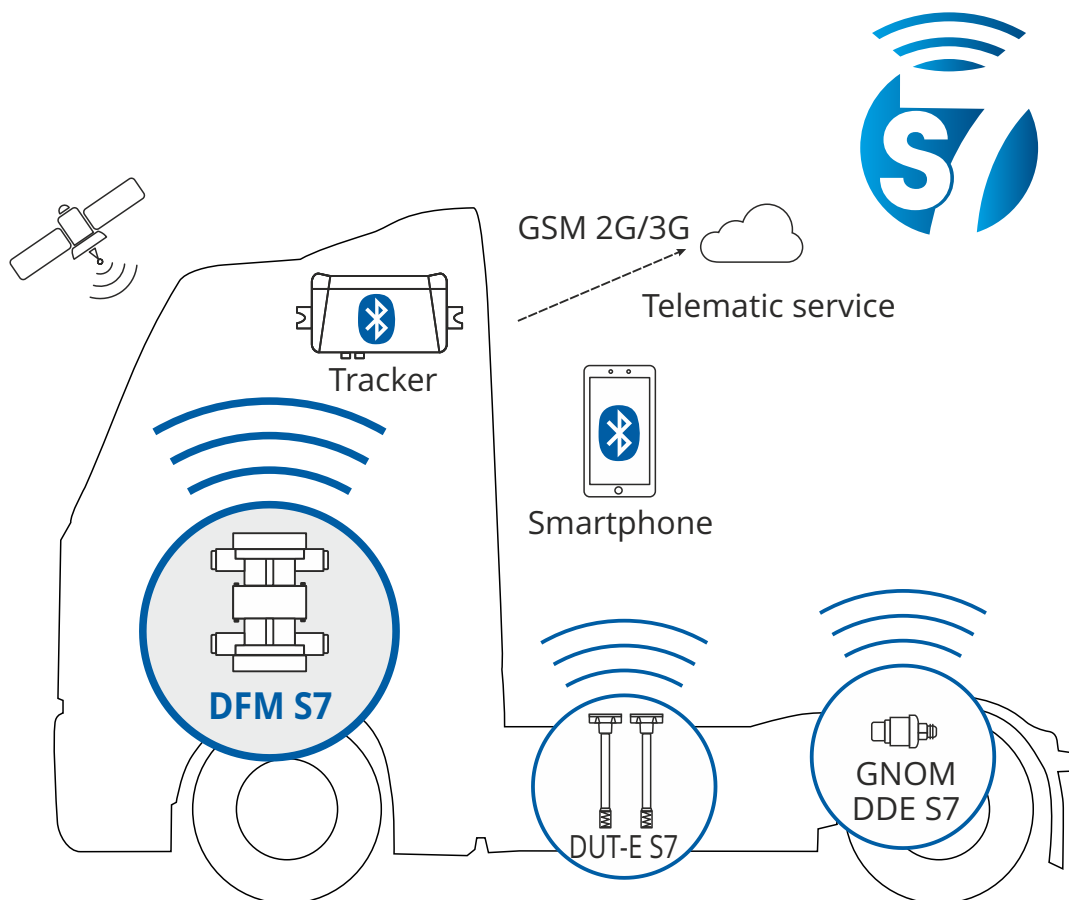 S7
GSM 2G/3G
Telematic service
Tracker
Smartphone
DFM S7
GNOM
DDE S7
DUT-E S7